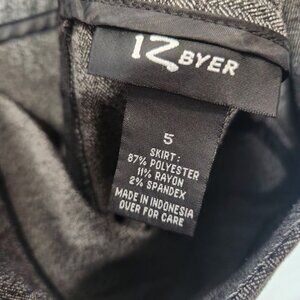 IZ BYER
5
SKIRT:
87% POLYESTER
11% RAYON
2% SPANDEX
MADE IN INDONESIA
OVER FOR CARE